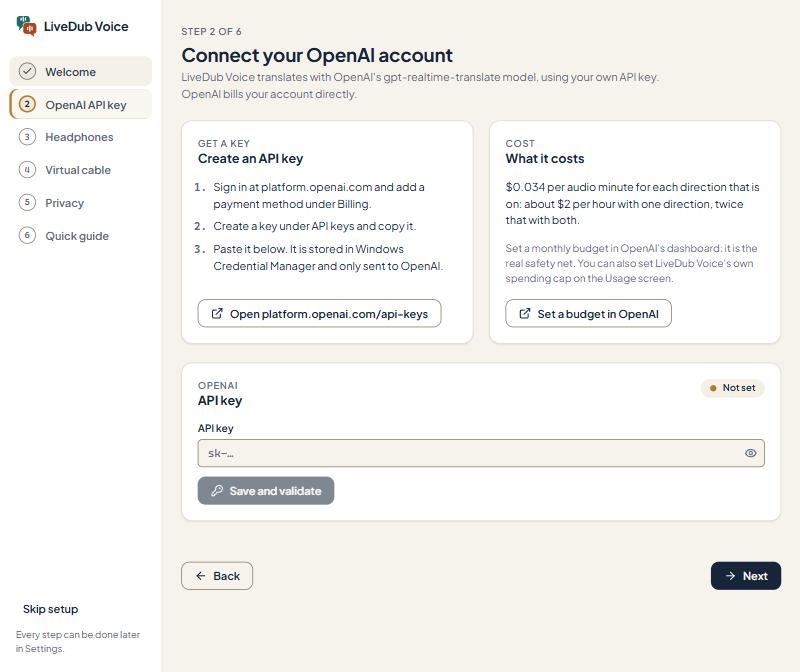 LiveDub Voice
Welcome
2 OpenAI API key
3 Headphones
4 Virtual cable
5 Privacy
6 Quick guide
Skip setup
Every step can be done later
in Settings.
STEP 2 OF 6
Connect your OpenAI account
LiveDub Voice translates with OpenAI's gpt-realtime-translate model, using your own API key.
OpenAI bills your account directly.
GET A KEY
Create an API key
1. Sign in at platform.openai.com and add a
payment method under Billing.
2. Create a key under API keys and copy it.
3. Paste it below. It is stored in Windows
Credential Manager and only sent to OpenAI.
Open platform.openai.com/api-keys
COST
What it costs
$0.034 per audio minute for each direction that is
on: about $2 per hour with one direction, twice
that with both.
Set a monthly budget in OpenAI's dashboard: it is the
real safety net. You can also set LiveDub Voice's own
spending cap on the Usage screen.
Set a budget in OpenAI
OPENAI
API key
Not set
API key
sk-…
Save and validate
Back
Next